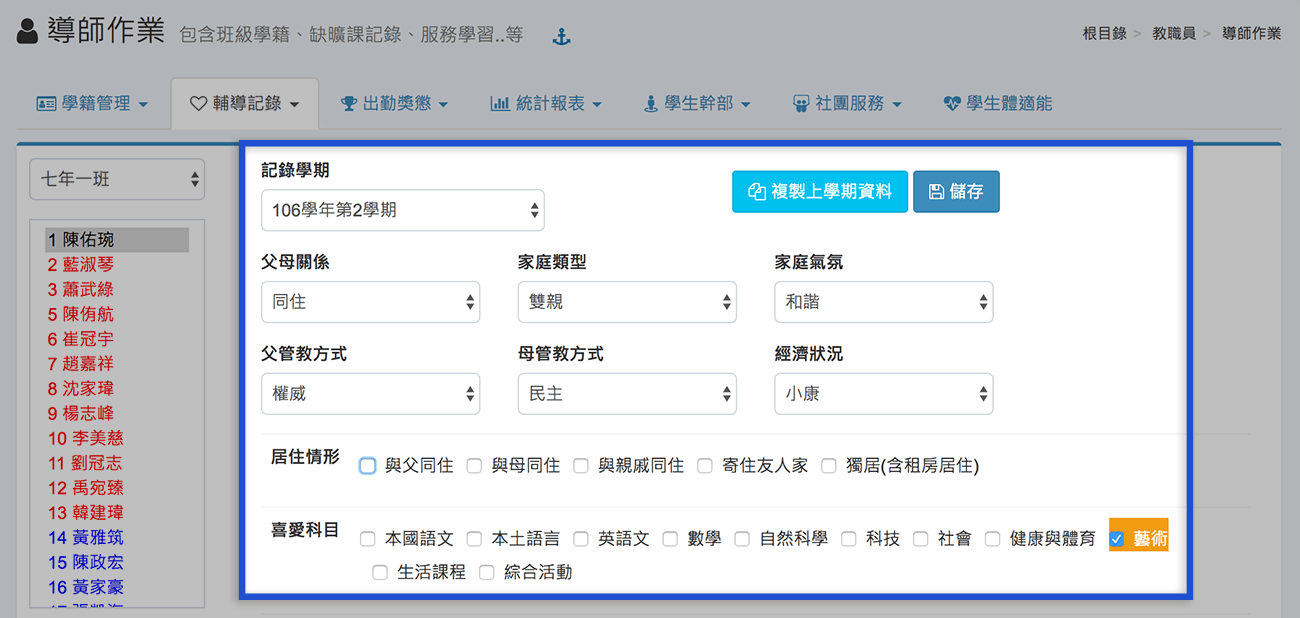 導師作業 包含班級學籍、缺曠課記錄、服務學習..等
根目錄 > 教職員 > 導師作業
學籍管理 輔導記錄 出勤獎懲 統計報表 學生幹部 社團服務 學生體適能
七年一班
1 陳佑琬
2 藍淑琴
3 蕭武綠
5 陳侑航
6 崔冠宇
7 趙嘉祥
8 沈家瑋
9 楊志峰
10 李美慈
11 劉冠志
12 禹宛臻
13 韓建瑋
14 黃雅筑
15 陳政宏
16 黃家豪
記錄學期
106學年第2學期
複製上學期資料 儲存
父母關係 家庭類型 家庭氣氛
同住 雙親 和諧
父管教方式 母管教方式 經濟狀況
權威 民主 小康
居住情形 與父同住 與母同住 與親戚同住 寄住友人家 獨居(含租房居住)
喜愛科目 本國語文 本土語言 英語文 數學 自然科學 科技 社會 健康與體育 藝術
生活課程 綜合活動